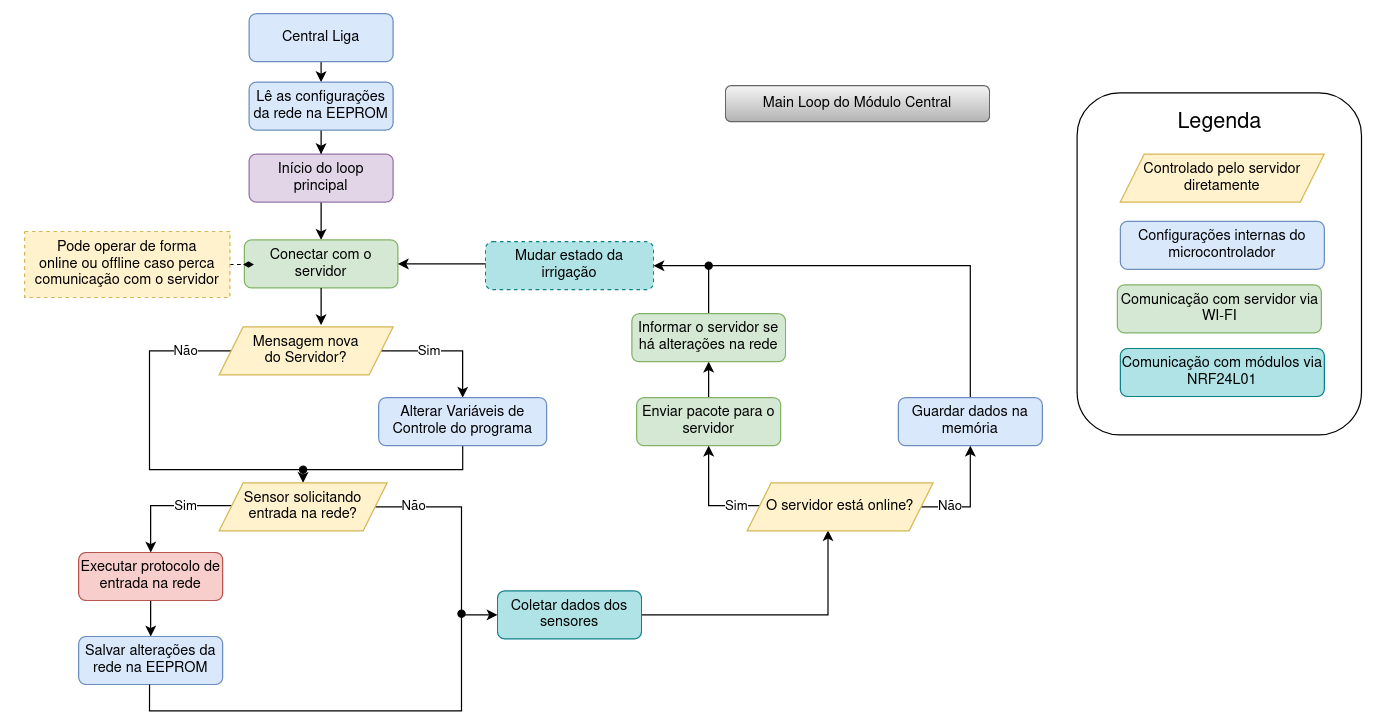 Central Liga
Lê as configurações
da rede na EEPROM
Main Loop do Módulo Central
Início do loop
principal
Pode operar de forma
online ou offline caso perca
comunicação com o servidor
Conectar com o
servidor
Mudar estado da
irrigação
Mensagem nova
do Servidor?
Não
Sim
Alterar Variáveis de
Controle do programa
Informar o servidor se
há alterações na rede
Enviar pacote para o
servidor
Guardar dados na
memória
Sensor solicitando
entrada na rede?
Sim
Não
O servidor está online?
Sim
Não
Executar protocolo de
entrada na rede
Salvar alterações da
rede na EEPROM
Coletar dados dos
sensores
Legenda
Controlado pelo servidor
diretamente
Configurações internas do
microcontrolador
Comunicação com servidor via
WI-FI
Comunicação com módulos via
NRF24L01